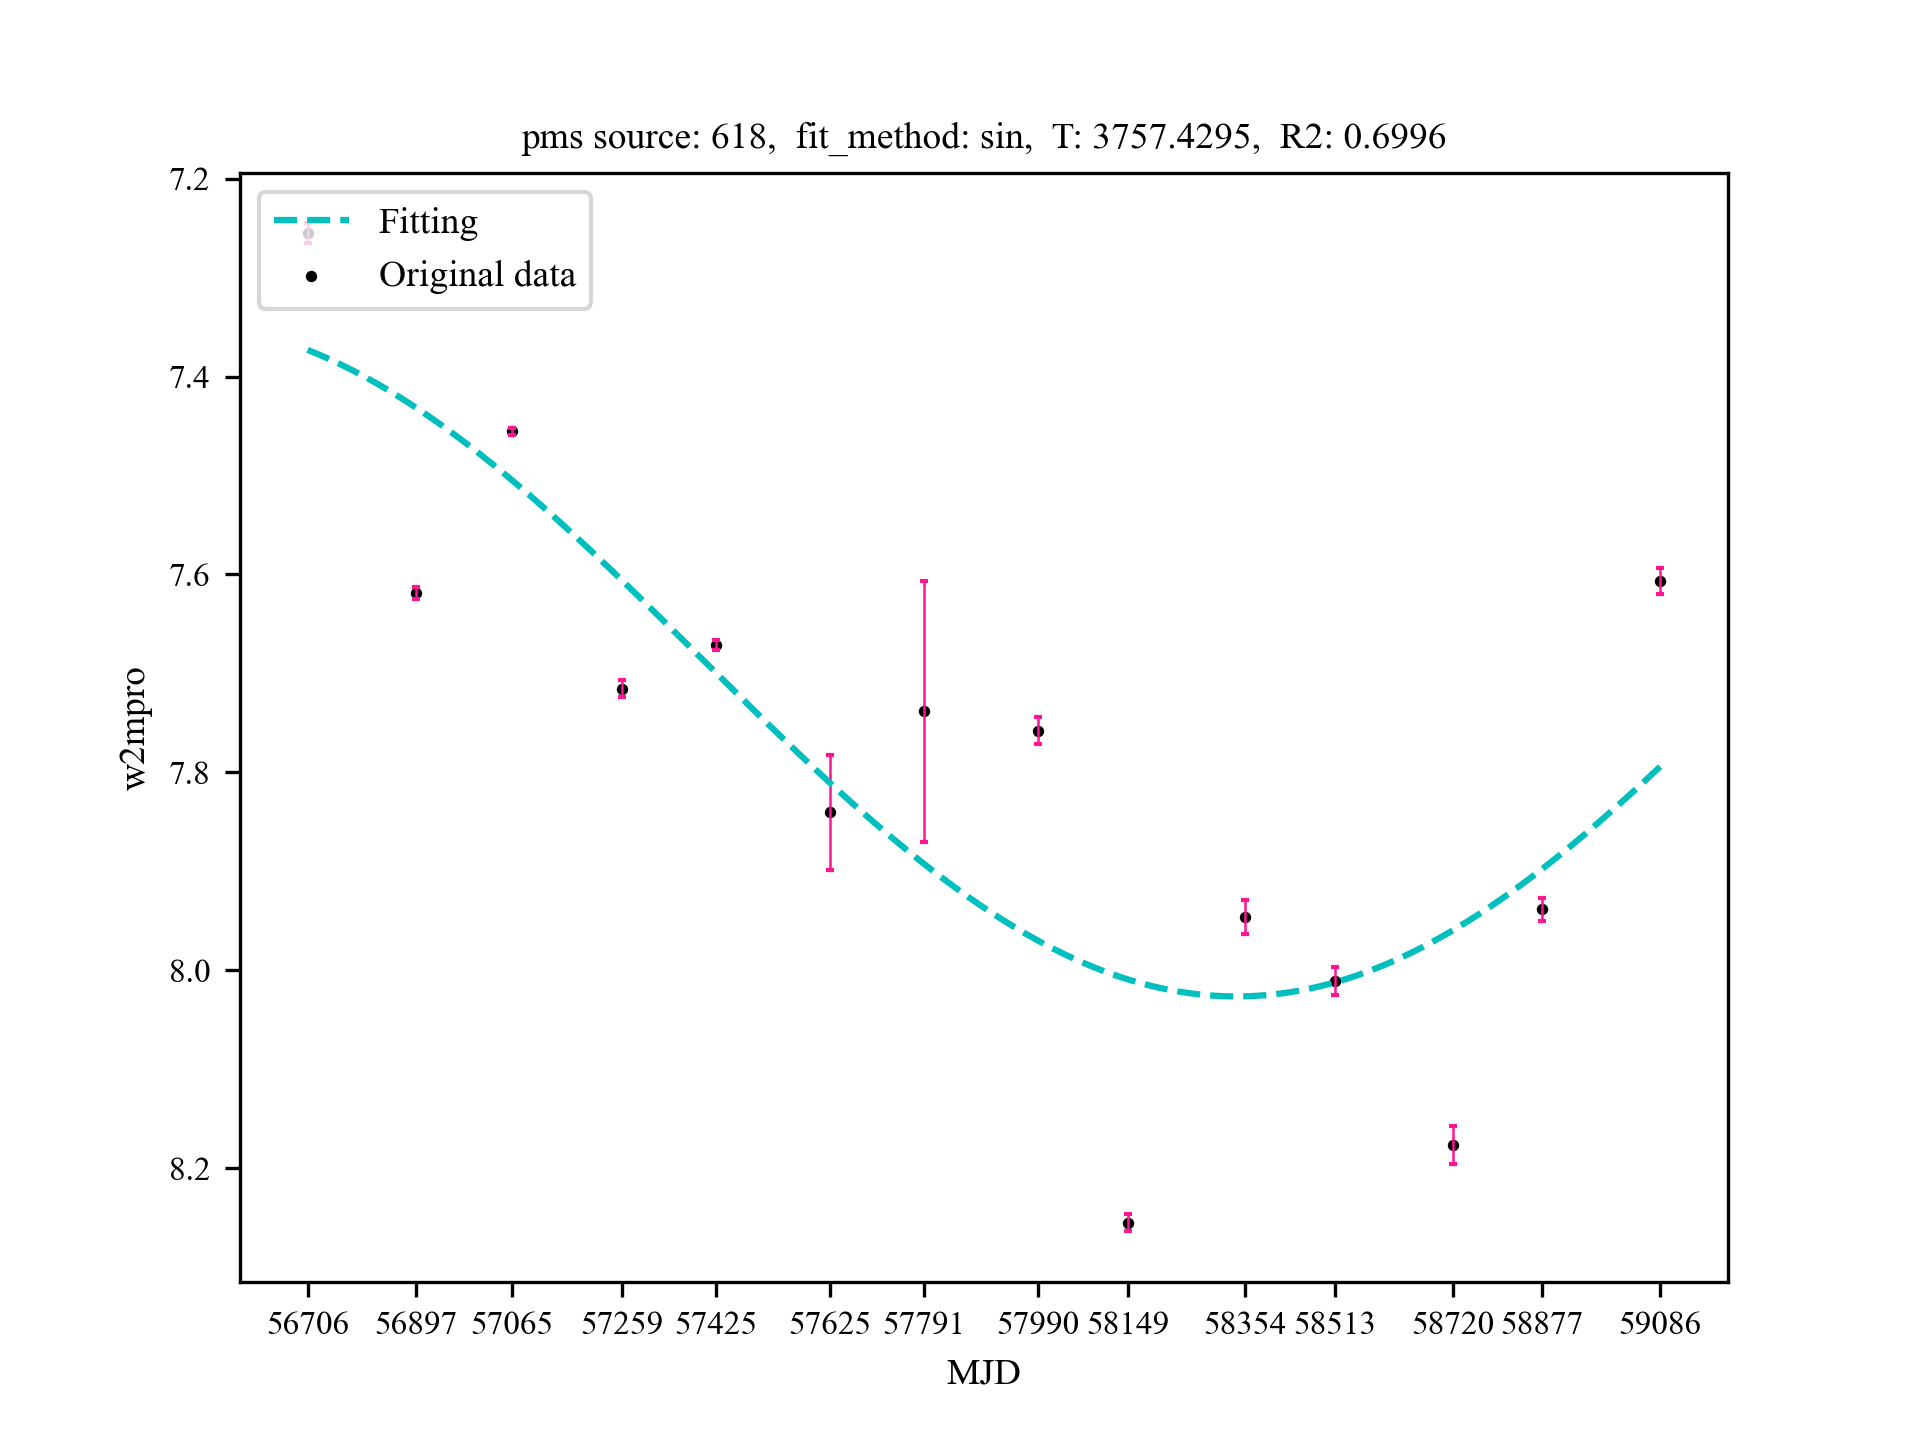 pms source: 618,  fit_method: sin,  T: 3757.4295,  R2: 0.6996
Fitting
Original data
7.2
7.4
7.6
7.8
8.0
8.2
w2mpro
56706 56897 57065 57259 57425 57625 57791 57990 58149 58354 58513 58720 58877 59086
MJD